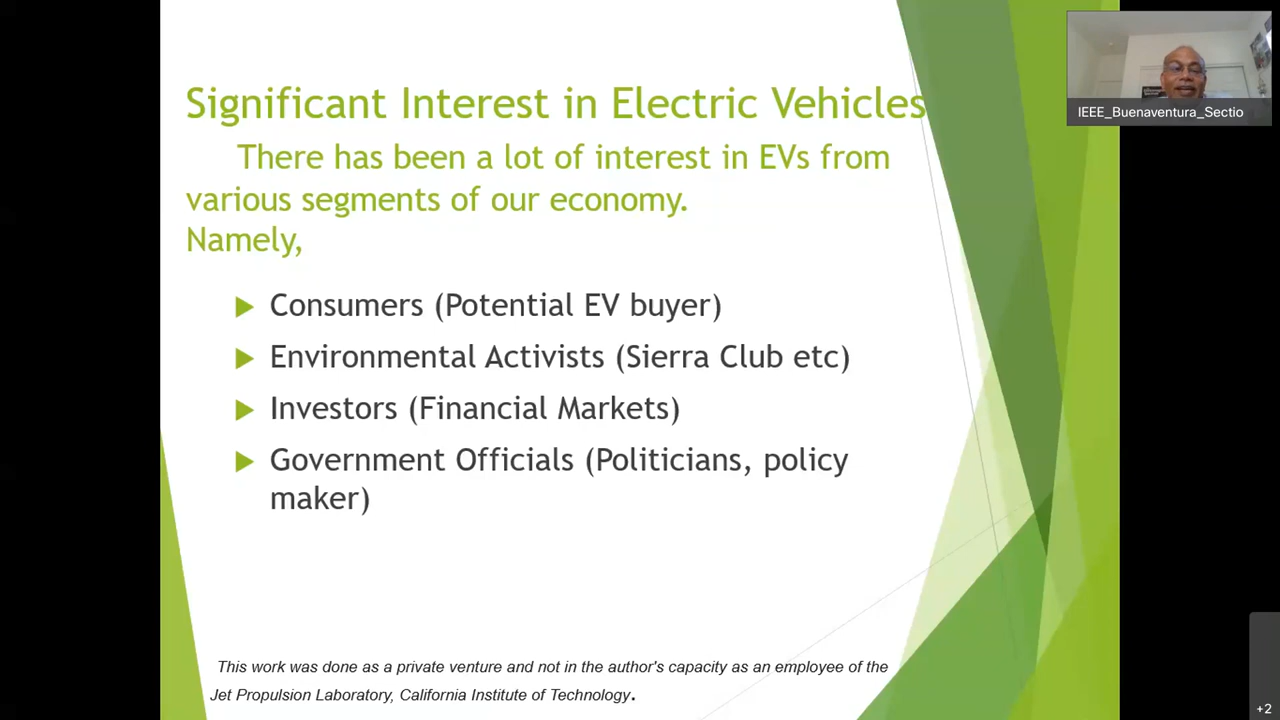 Significant Interest in Electric Vehicles
There has been a lot of interest in EVs from
various segments of our economy.
Namely,
Consumers (Potential EV buyer)
Environmental Activists (Sierra Club etc)
Investors (Financial Markets)
Government Officials (Politicians, policy
maker)
This work was done as a private venture and not in the author's capacity as an employee of the
Jet Propulsion Laboratory, California Institute of Technology.
IEEE_Buenaventura_Sectio
+2